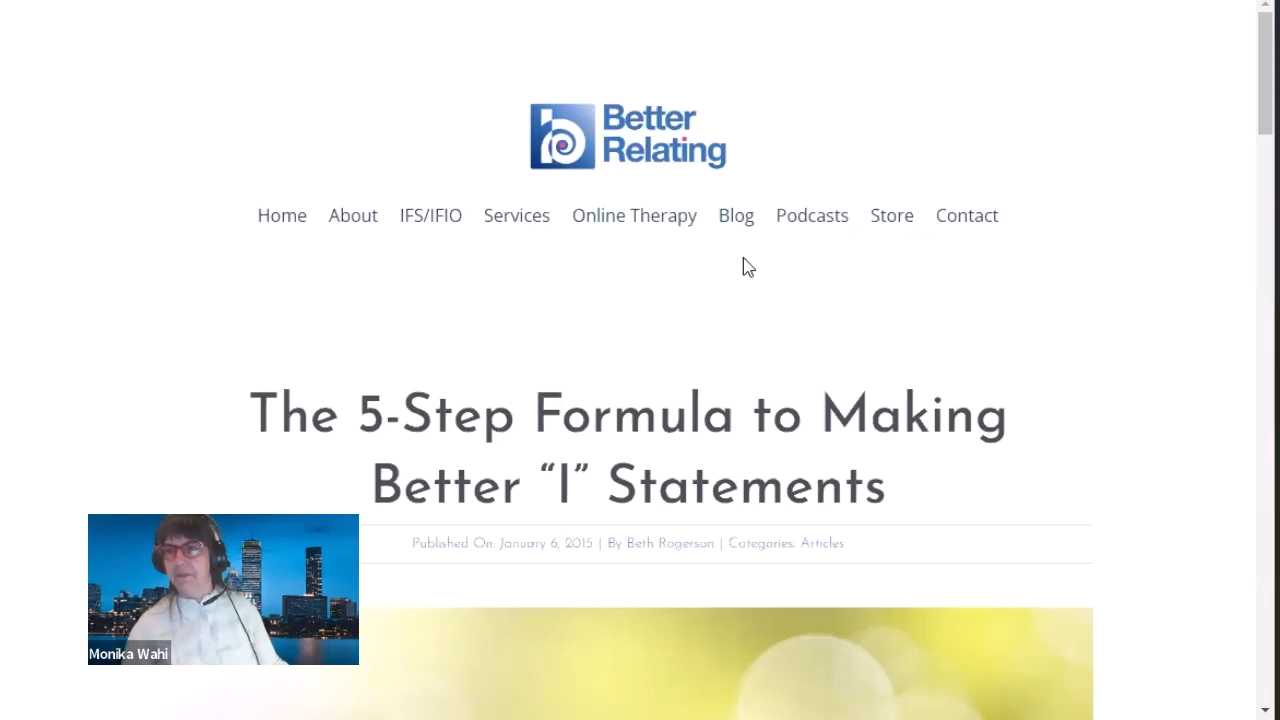 Better
Relating
Home About IFS/IFIO Services Online Therapy Blog Podcasts Store Contact
The 5-Step Formula to Making
Better “I” Statements
Published On: January 6, 2015 | By Beth Rogerson | Categories: Articles
Monika Wahi